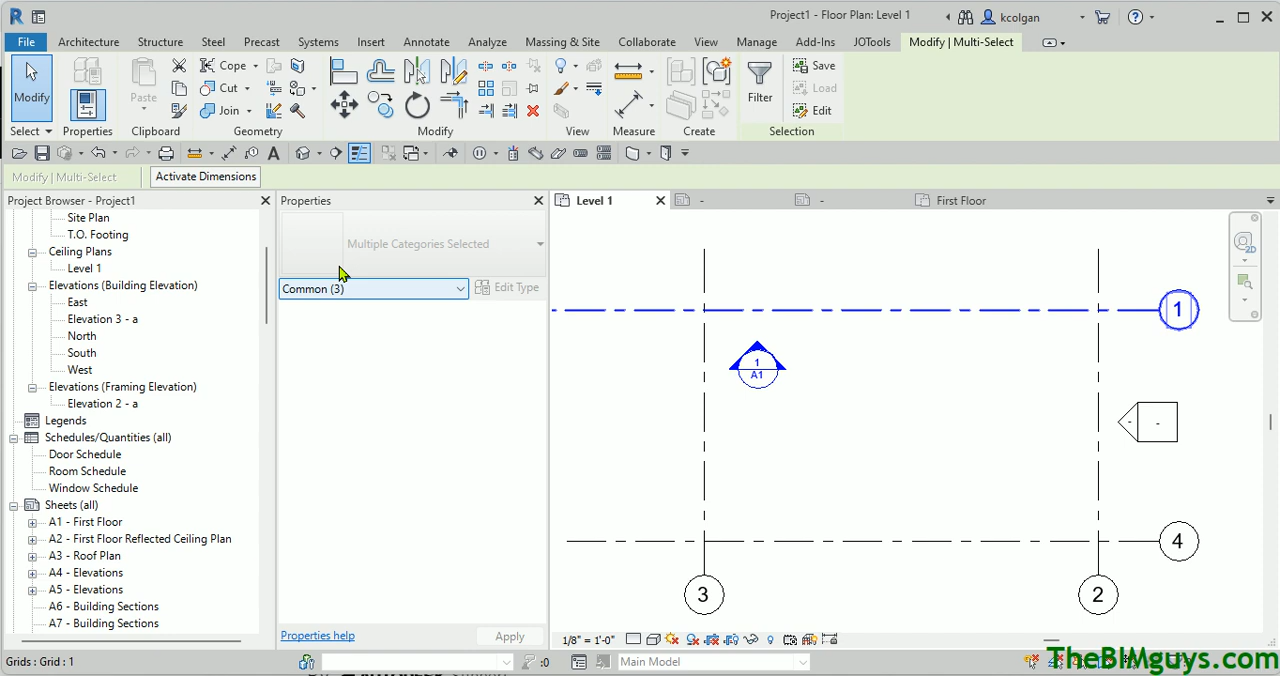 Project1 - Floor Plan: Level 1
kcolgan
File
Architecture
Structure
Steel
Precast
Systems
Insert
Annotate
Analyze
Massing & Site
Collaborate
View
Manage
Add-Ins
JOTools
Modify | Multi-Select
Modify
Paste
Cope
Cut
Join
Filter
Save
Load
Edit
Select
Properties
Clipboard
Geometry
Modify
View
Measure
Create
Selection
Modify | Multi-Select
Activate Dimensions
Project Browser - Project1
Site Plan
T.O. Footing
Ceiling Plans
Level 1
Elevations (Building Elevation)
East
Elevation 3 - a
North
South
West
Elevations (Framing Elevation)
Elevation 2 - a
Legends
Schedules/Quantities (all)
Door Schedule
Room Schedule
Window Schedule
Sheets (all)
A1 - First Floor
A2 - First Floor Reflected Ceiling Plan
A3 - Roof Plan
A4 - Elevations
A5 - Elevations
A6 - Building Sections
A7 - Building Sections
Properties
Multiple Categories Selected
Common (3)
Edit Type
Properties help
Apply
Level 1
-
-
First Floor
2D
1
1
A1
-
-
4
3
2
1/8" = 1'-0"
Grids : Grid : 1
:0
Main Model
TheBIMguys.com